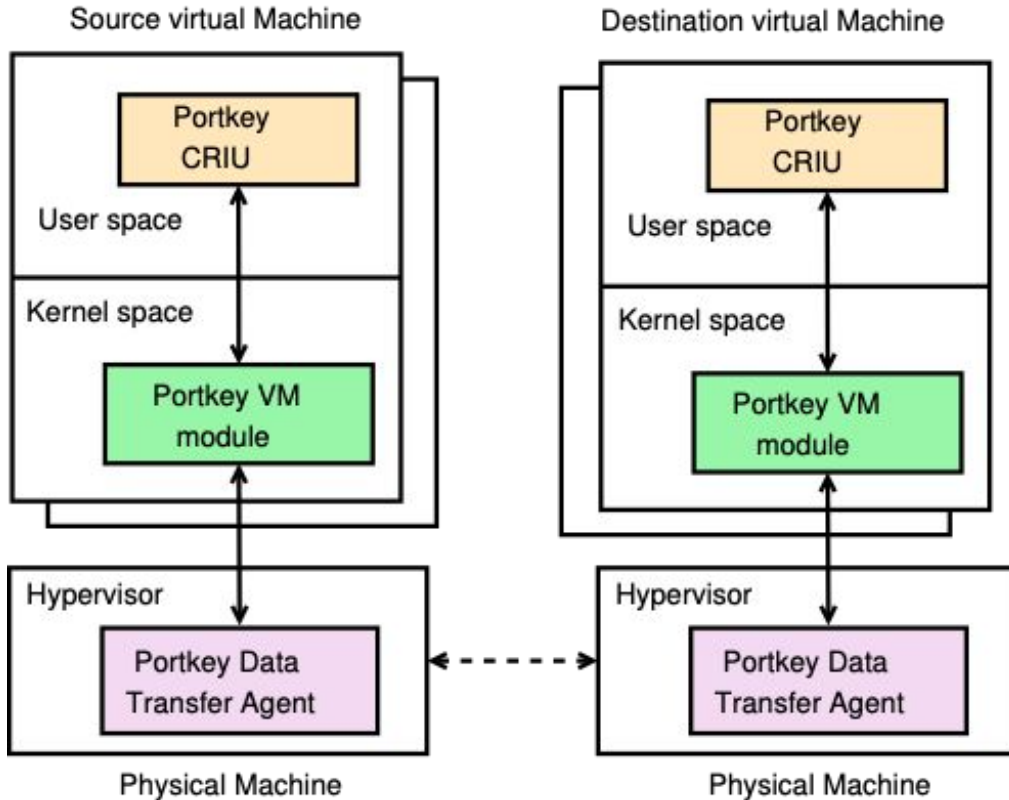 Source virtual Machine
Portkey
CRIU
User space
Kernel space
Portkey VM
module
Hypervisor
Portkey Data
Transfer Agent
Physical Machine
Destination virtual Machine
Portkey
CRIU
User space
Kernel space
Portkey VM
module
Hypervisor
Portkey Data
Transfer Agent
Physical Machine